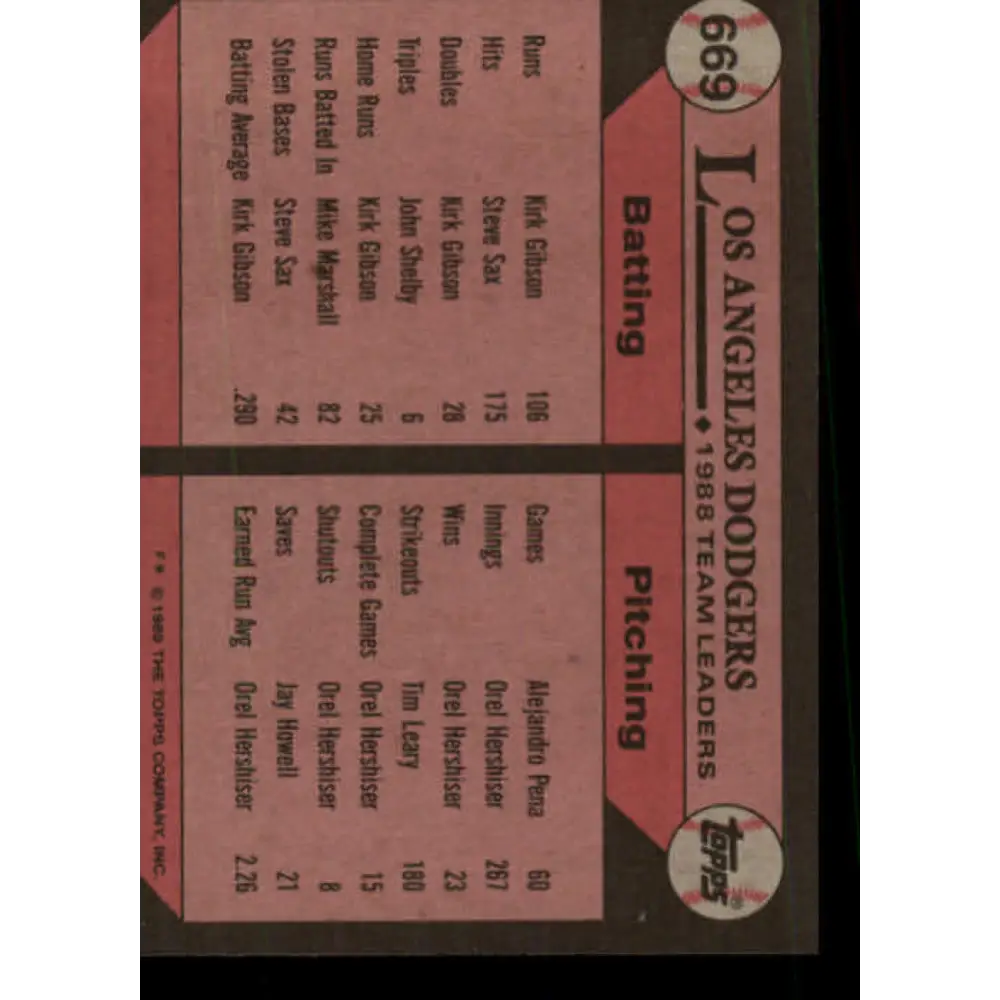 669
LOS ANGELES DODGERS
◆ 1988 TEAM LEADERS
topps®
Batting
Runs Kirk Gibson 106
Hits Steve Sax 175
Doubles Kirk Gibson 28
Triples John Shelby 6
Home Runs Kirk Gibson 25
Runs Batted In Mike Marshall 82
Stolen Bases Steve Sax 42
Batting Average Kirk Gibson .290
Pitching
Games Alejandro Pena 60
Innings Orel Hershiser 267
Wins Orel Hershiser 23
Strikeouts Tim Leary 180
Complete Games Orel Hershiser 15
Shutouts Orel Hershiser 8
Saves Jay Howell 21
Earned Run Avg Orel Hershiser 2.26
F* © 1989 THE TOPPS COMPANY, INC.